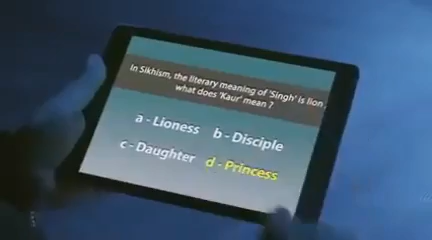 In Sikhism, the literary meaning of 'Singh' is lion,
what does 'Kaur' mean ?
a - Lioness b - Disciple
c - Daughter d - Princess